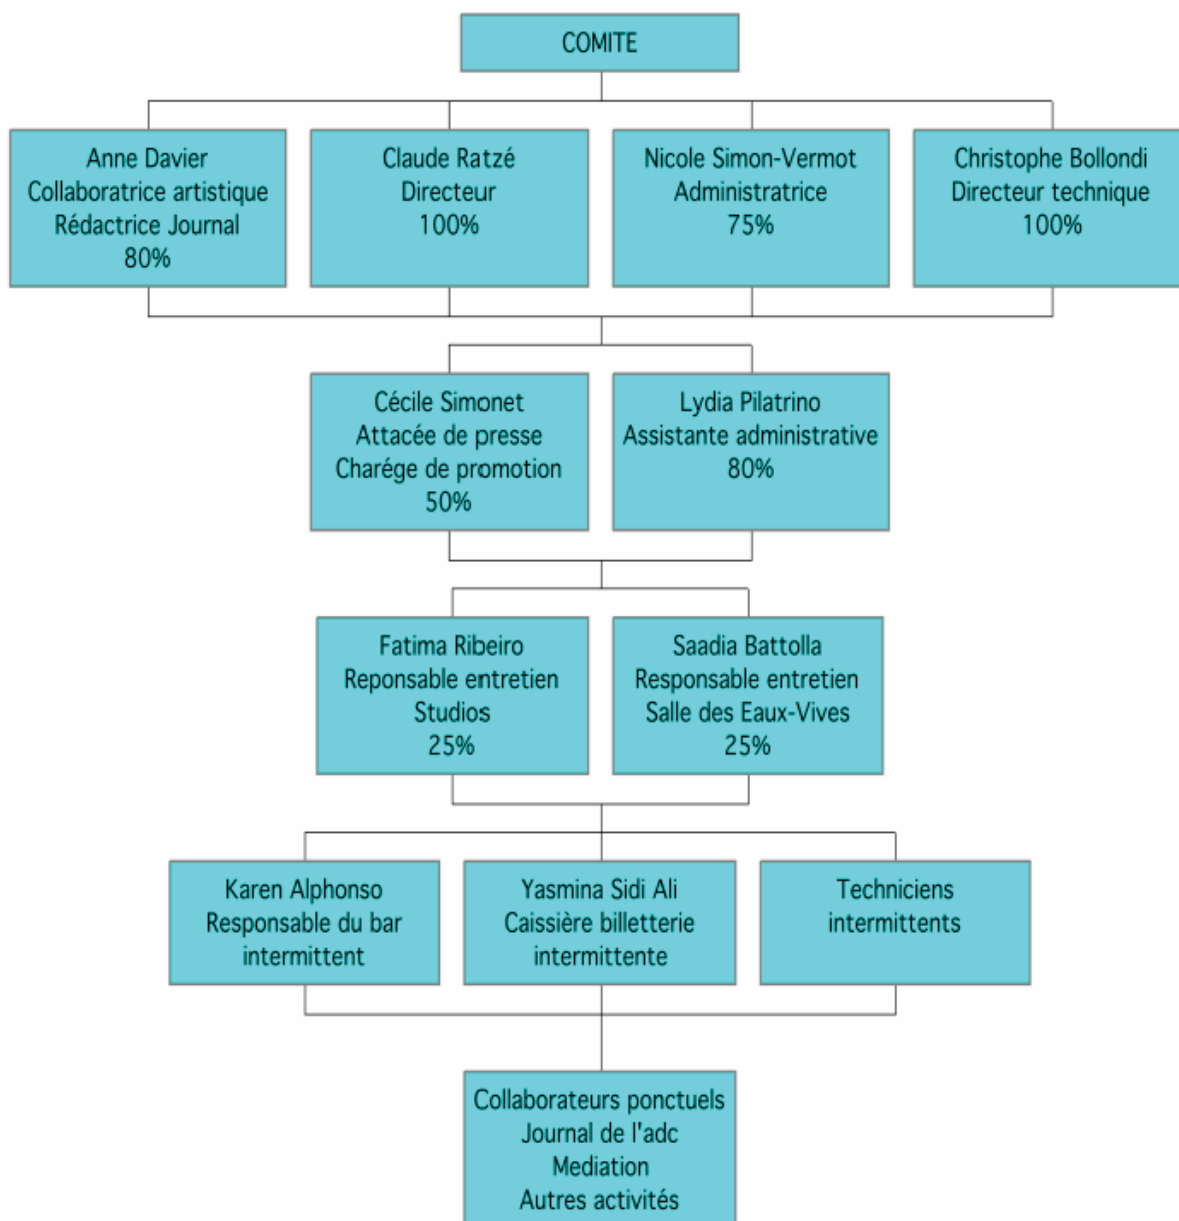 COMITE
Anne Davier
Collaboratrice artistique
Rédactrice Journal
80%
Claude Ratzé
Directeur
100%
Nicole Simon-Vermot
Administratrice
75%
Christophe Bollondi
Directeur technique
100%
Cécile Simonet
Attacée de presse
Charége de promotion
50%
Lydia Pilatrino
Assistante administrative
80%
Fatima Ribeiro
Reponsable entretien
Studios
25%
Saadia Battolla
Responsable entretien
Salle des Eaux-Vives
25%
Karen Alphonso
Responsable du bar
intermittent
Yasmina Sidi Ali
Caissière billetterie
intermittente
Techniciens
intermittents
Collaborateurs ponctuels
Journal de l'adc
Mediation
Autres activités